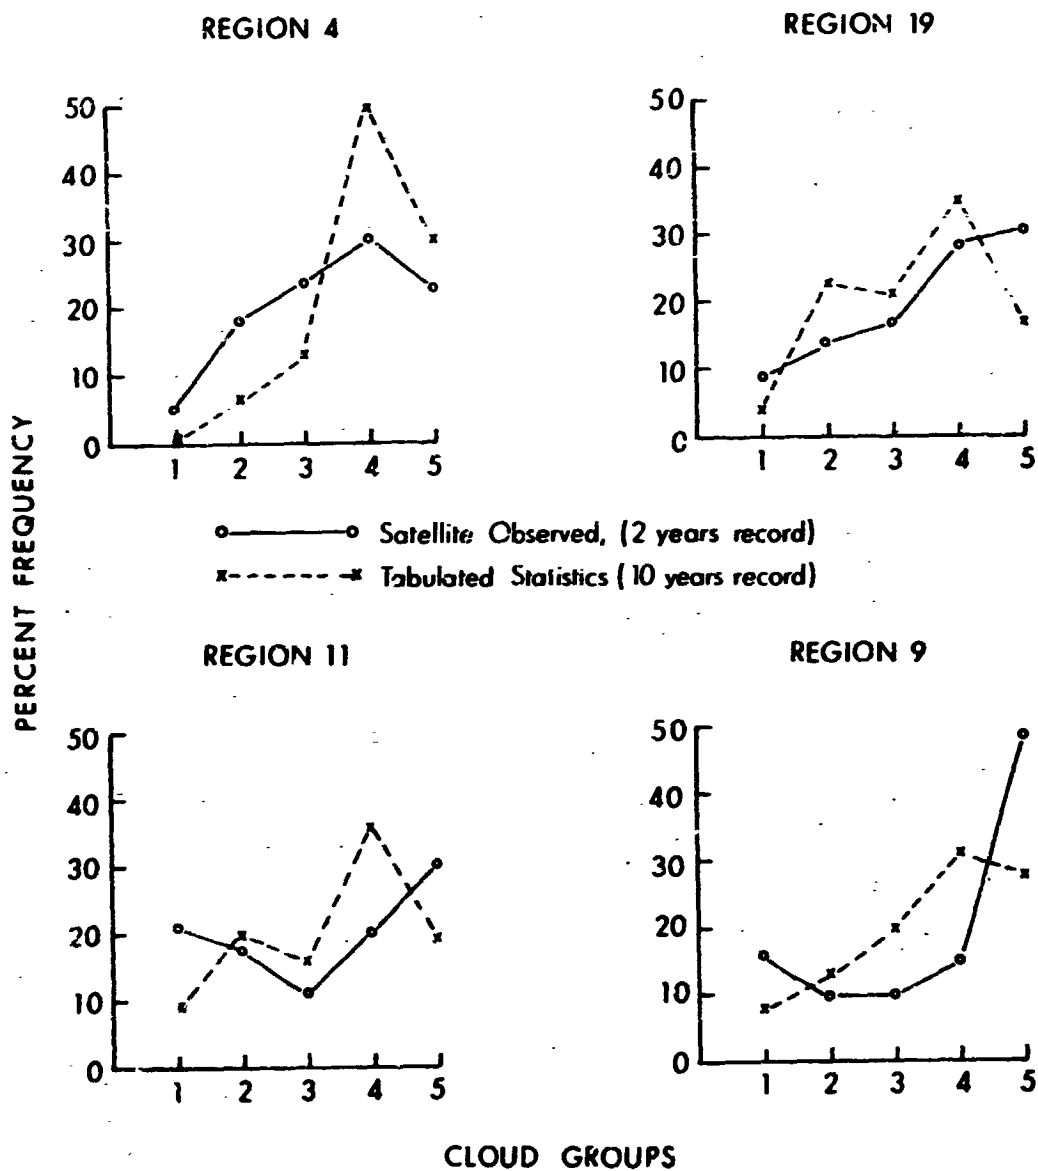 REGION 4
REGION 19
50
40
30
20
10
0
1 2 3 4 5
50
40
30
20
10
0
1 2 3 4 5
Satellite Observed, (2 years record)
Tabulated Statistics (10 years record)
PERCENT FREQUENCY
REGION 11
REGION 9
50
40
30
20
10
0
1 2 3 4 5
50
40
30
20
10
0
1 2 3 4 5
CLOUD GROUPS